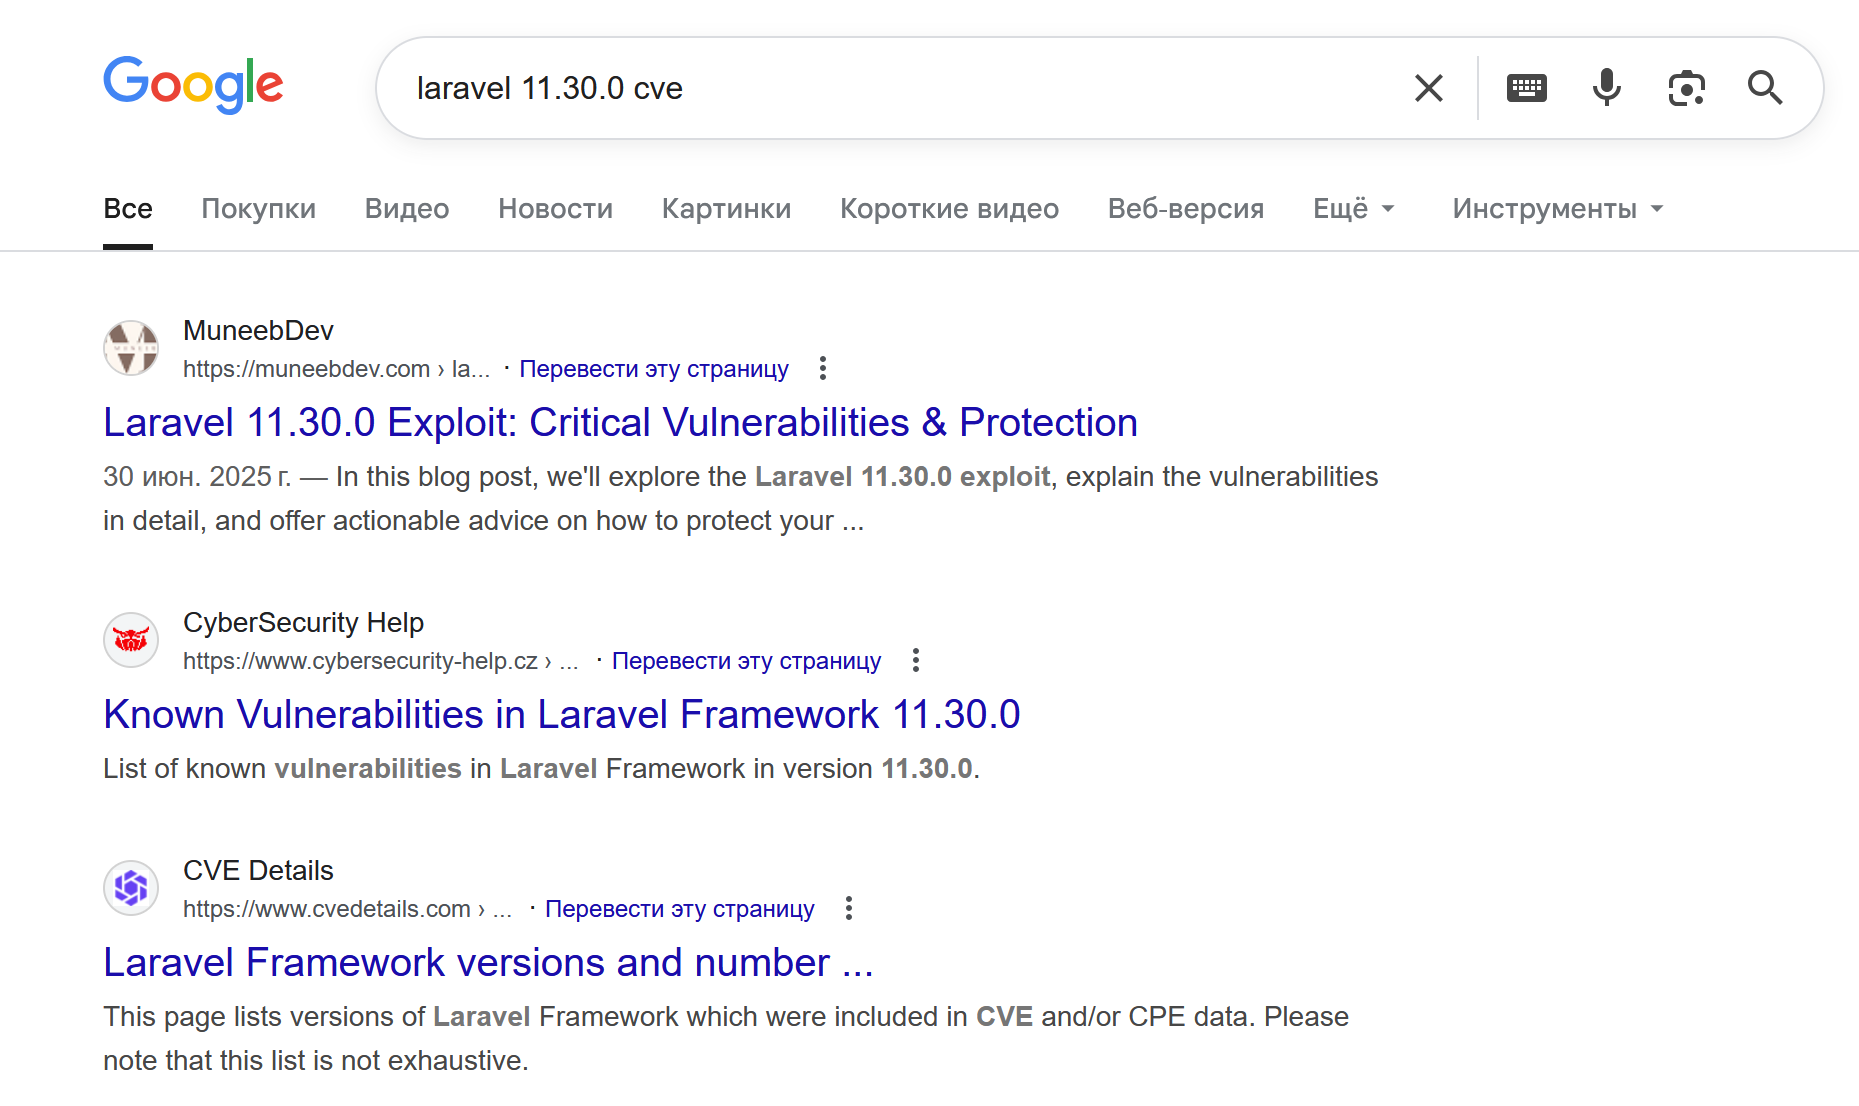 Google
laravel 11.30.0 cve
Все Покупки Видео Новости Картинки Короткие видео Веб-версия Ещё Инструменты
MuneebDev
https://muneebdev.com › la... · Перевести эту страницу
Laravel 11.30.0 Exploit: Critical Vulnerabilities & Protection
30 июн. 2025 г. — In this blog post, we'll explore the Laravel 11.30.0 exploit, explain the vulnerabilities
in detail, and offer actionable advice on how to protect your ...
CyberSecurity Help
https://www.cybersecurity-help.cz › ... · Перевести эту страницу
Known Vulnerabilities in Laravel Framework 11.30.0
List of known vulnerabilities in Laravel Framework in version 11.30.0.
CVE Details
https://www.cvedetails.com › ... · Перевести эту страницу
Laravel Framework versions and number ...
This page lists versions of Laravel Framework which were included in CVE and/or CPE data. Please
note that this list is not exhaustive.